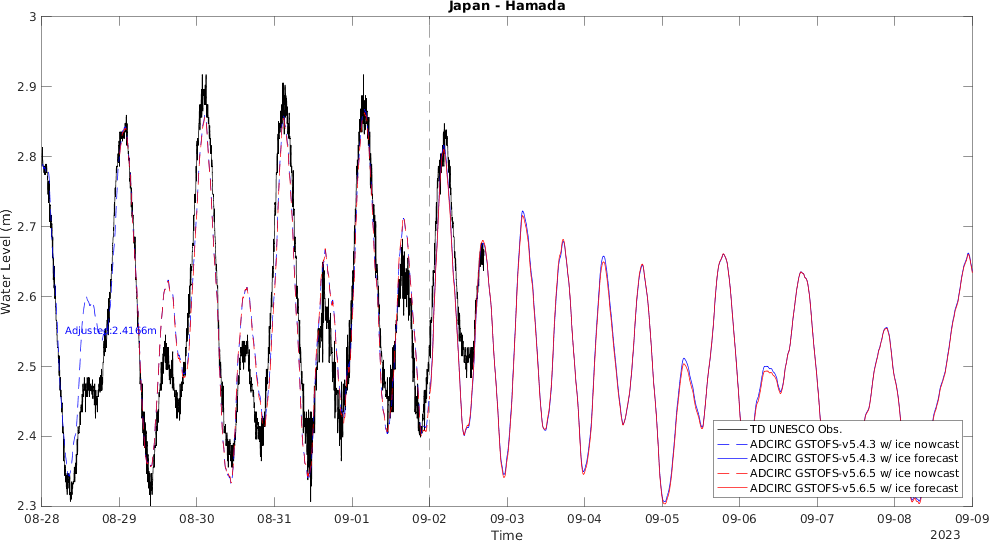 Japan - Hamada
3
2.9
2.8
2.7
2.6
2.5
2.4
2.3
Water Level (m)
Adjusted:2.4166m
TD UNESCO Obs.
ADCIRC GSTOFS-v5.4.3 w/ ice nowcast
ADCIRC GSTOFS-v5.4.3 w/ ice forecast
ADCIRC GSTOFS-v5.6.5 w/ ice nowcast
ADCIRC GSTOFS-v5.6.5 w/ ice forecast
08-28 08-29 08-30 08-31 09-01 09-02 09-03 09-04 09-05 09-06 09-07 09-08 09-09
Time
2023